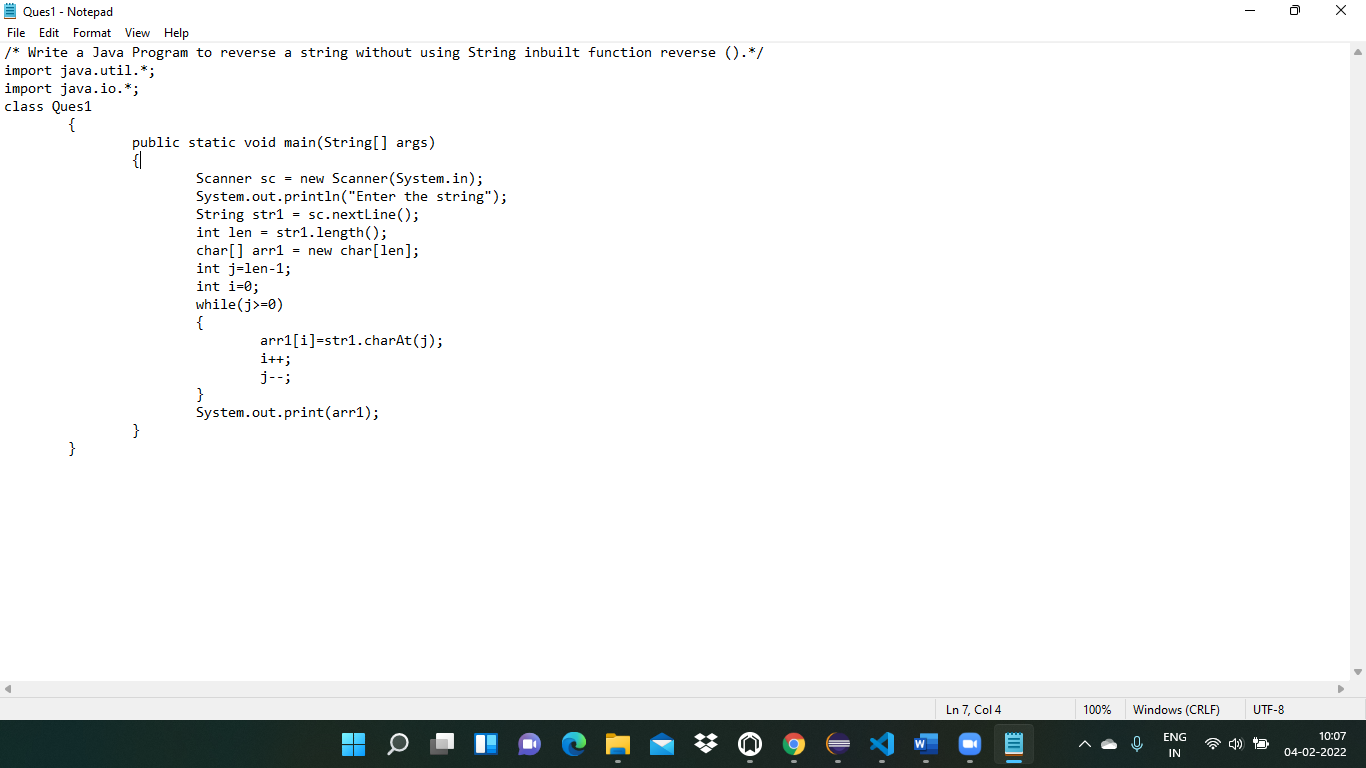 Ques1 - Notepad
File Edit Format View Help
/* Write a Java Program to reverse a string without using String inbuilt function reverse ().*/
import java.util.*;
import java.io.*;
class Ques1
{
public static void main(String[] args)
{
Scanner sc = new Scanner(System.in);
System.out.println("Enter the string");
String str1 = sc.nextLine();
int len = str1.length();
char[] arr1 = new char[len];
int j=len-1;
int i=0;
while(j>=0)
{
arr1[i]=str1.charAt(j);
i++;
j--;
}
System.out.print(arr1);
}
}
Ln 7, Col 4 100% Windows (CRLF) UTF-8
ENG 10:07
IN 04-02-2022